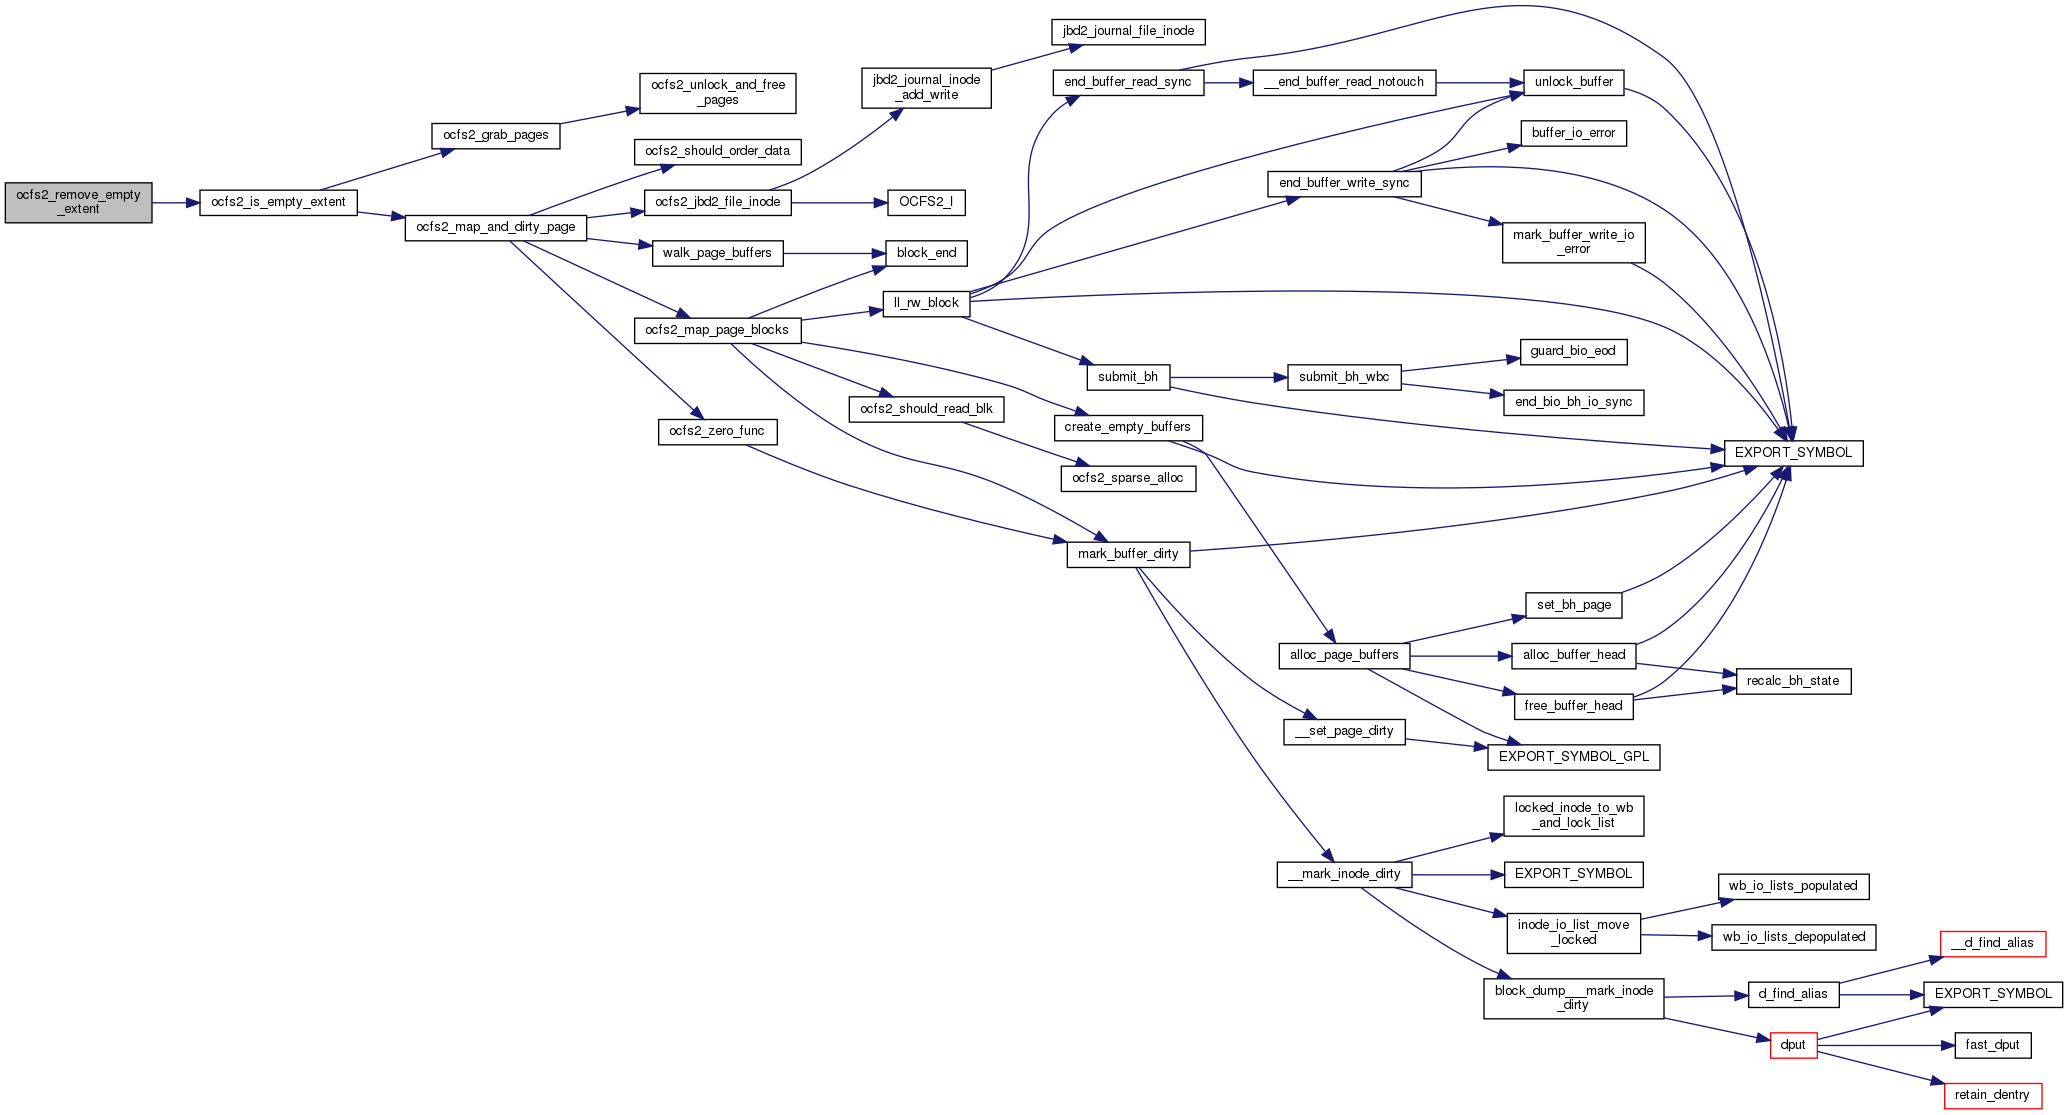 ocfs2_remove_empty
_extent
ocfs2_is_empty_extent
ocfs2_grab_pages
ocfs2_unlock_and_free
_pages
ocfs2_map_and_dirty_page
ocfs2_should_order_data
ocfs2_jbd2_file_inode
jbd2_journal_inode
_add_write
jbd2_journal_file_inode
OCFS2_I
walk_page_buffers
block_end
ocfs2_map_page_blocks
ll_rw_block
end_buffer_read_sync
__end_buffer_read_notouch
unlock_buffer
end_buffer_write_sync
buffer_io_error
mark_buffer_write_io
_error
submit_bh
submit_bh_wbc
guard_bio_eod
end_bio_bh_io_sync
EXPORT_SYMBOL
ocfs2_should_read_blk
ocfs2_sparse_alloc
create_empty_buffers
ocfs2_zero_func
mark_buffer_dirty
alloc_page_buffers
set_bh_page
alloc_buffer_head
free_buffer_head
recalc_bh_state
__set_page_dirty
EXPORT_SYMBOL_GPL
__mark_inode_dirty
locked_inode_to_wb
_and_lock_list
EXPORT_SYMBOL
inode_io_list_move
_locked
wb_io_lists_populated
wb_io_lists_depopulated
block_dump___mark_inode
_dirty
d_find_alias
__d_find_alias
EXPORT_SYMBOL
dput
fast_dput
retain_dentry